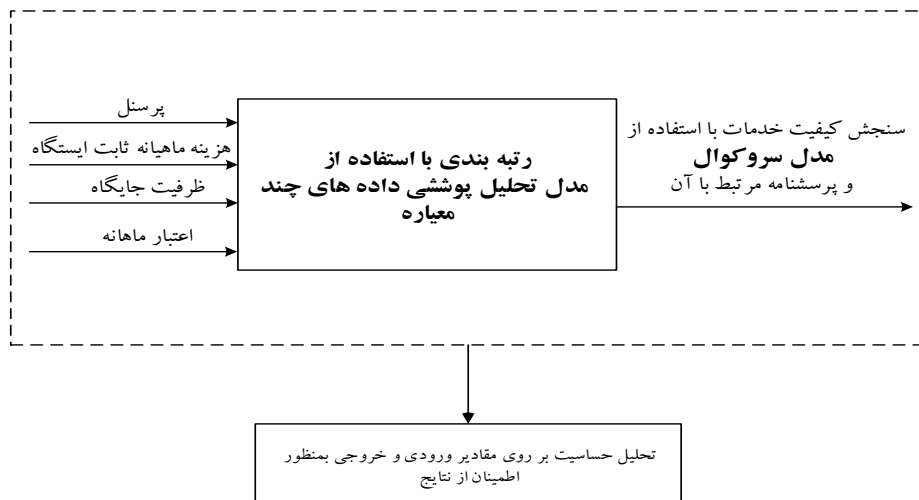 پرسنل
هزینه ماهیانه ثابت ایستگاه
ظرفیت جایگاه
اعتبار ماهانه
رتبه بندی با استفاده از
مدل تحلیل پوششی داده های چند
معیاره
سنجش کیفیت خدمات با استفاده از
مدل سروکوال
و پرسشنامه مرتبط با آن
تحلیل حساسیت بر روی مقادیر ورودی و خروجی بمنظور
اطمینان از نتایج